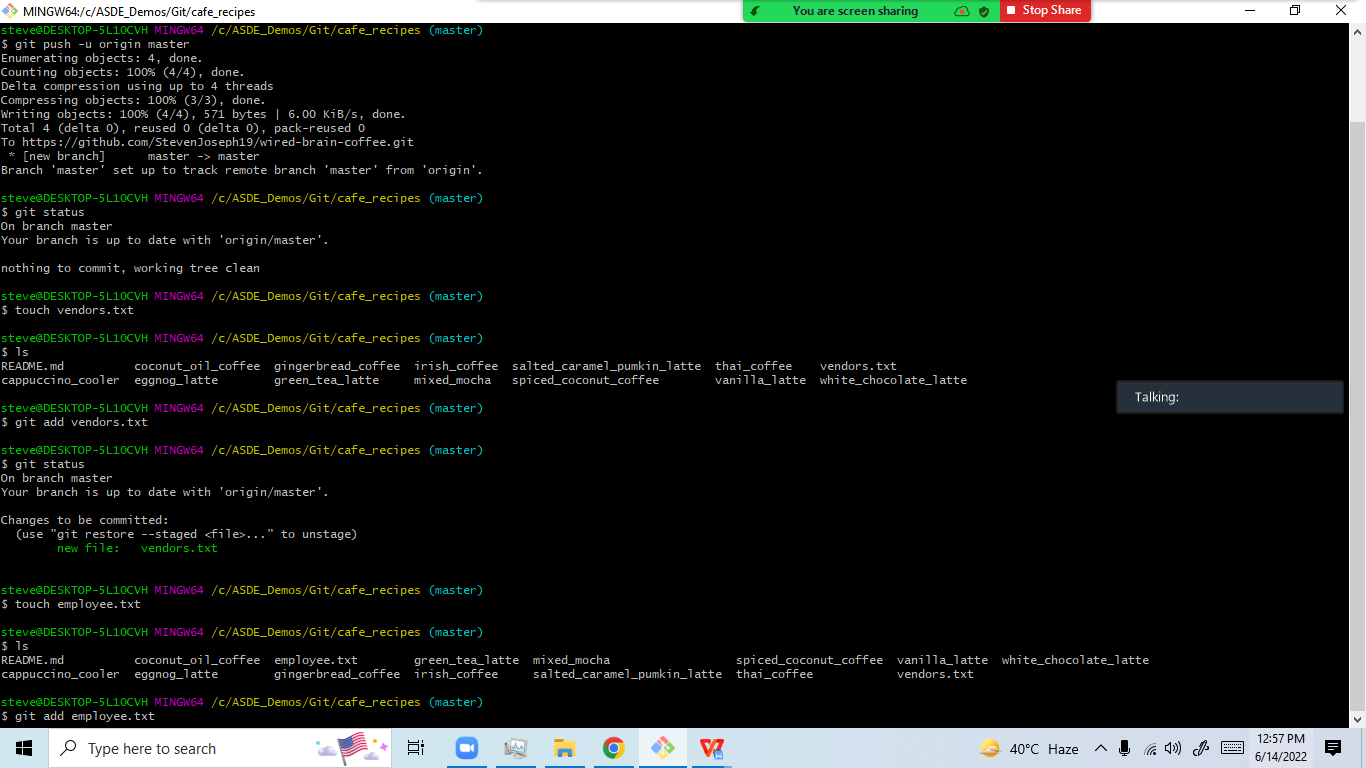 MINGW64:/c/ASDE_Demos/Git/cafe_recipes
You are screen sharing
Stop Share
steve@DESKTOP-5L1OCVH MINGW64 /c/ASDE_Demos/Git/cafe_recipes (master)
$ git push -u origin master
Enumerating objects: 4, done.
Counting objects: 100% (4/4), done.
Delta compression using up to 4 threads
Compressing objects: 100% (3/3), done.
Writing objects: 100% (4/4), 571 bytes | 6.00 KiB/s, done.
Total 4 (delta 0), reused 0 (delta 0), pack-reused 0
To https://github.com/StevenJoseph19/wired-brain-coffee.git
 * [new branch]      master -> master
Branch 'master' set up to track remote branch 'master' from 'origin'.
steve@DESKTOP-5L1OCVH MINGW64 /c/ASDE_Demos/Git/cafe_recipes (master)
$ git status
On branch master
Your branch is up to date with 'origin/master'.
nothing to commit, working tree clean
steve@DESKTOP-5L1OCVH MINGW64 /c/ASDE_Demos/Git/cafe_recipes (master)
$ touch vendors.txt
steve@DESKTOP-5L1OCVH MINGW64 /c/ASDE_Demos/Git/cafe_recipes (master)
$ ls
README.md          coconut_oil_coffee  gingerbread_coffee  irish_coffee  salted_caramel_pumkin_latte  thai_coffee    vendors.txt
cappuccino_cooler  eggnog_latte        green_tea_latte     mixed_mocha   spiced_coconut_coffee        vanilla_latte  white_chocolate_latte
Talking:
steve@DESKTOP-5L1OCVH MINGW64 /c/ASDE_Demos/Git/cafe_recipes (master)
$ git add vendors.txt
steve@DESKTOP-5L1OCVH MINGW64 /c/ASDE_Demos/Git/cafe_recipes (master)
$ git status
On branch master
Your branch is up to date with 'origin/master'.
Changes to be committed:
  (use "git restore --staged <file>..." to unstage)
        new file:   vendors.txt
steve@DESKTOP-5L1OCVH MINGW64 /c/ASDE_Demos/Git/cafe_recipes (master)
$ touch employee.txt
steve@DESKTOP-5L1OCVH MINGW64 /c/ASDE_Demos/Git/cafe_recipes (master)
$ ls
README.md          coconut_oil_coffee  employee.txt        green_tea_latte  mixed_mocha                  spiced_coconut_coffee  vanilla_latte  white_chocolate_latte
cappuccino_cooler  eggnog_latte        gingerbread_coffee  irish_coffee     salted_caramel_pumkin_latte  thai_coffee            vendors.txt
steve@DESKTOP-5L1OCVH MINGW64 /c/ASDE_Demos/Git/cafe_recipes (master)
$ git add employee.txt
Type here to search
40°C Haze
12:57 PM
6/14/2022